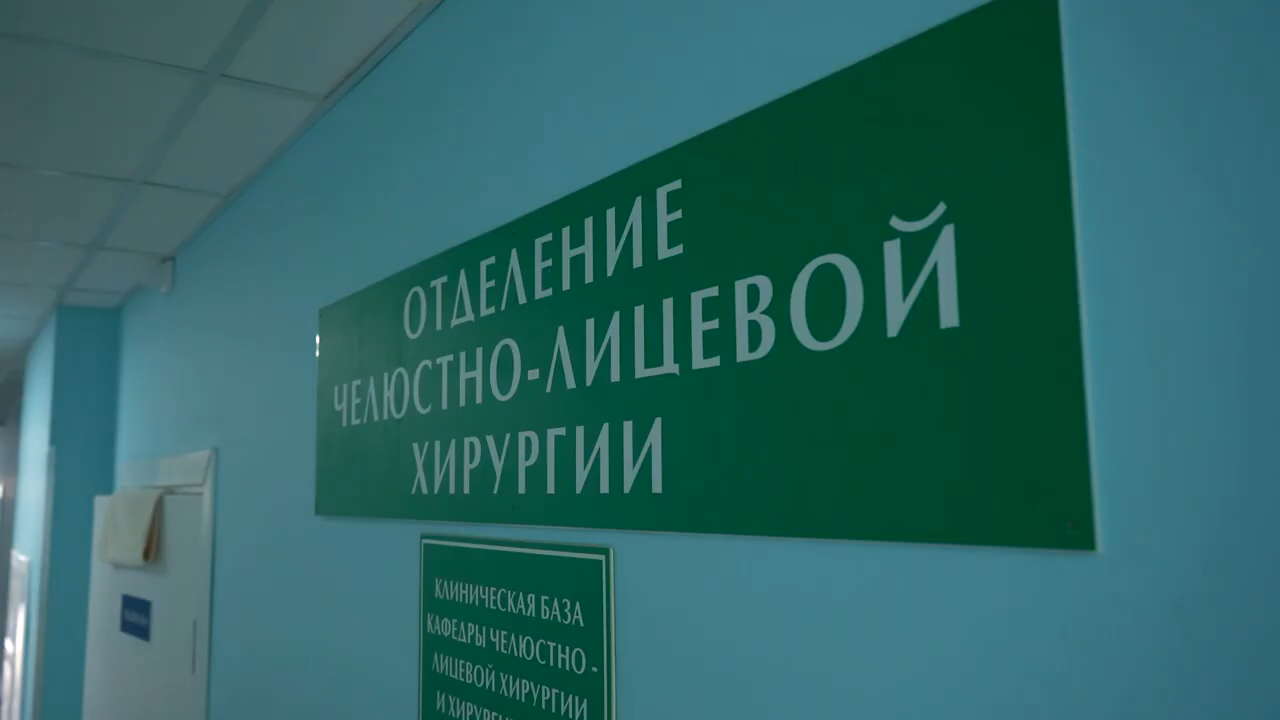 ОТДЕЛЕНИЕ
ЧЕЛЮСТНО-ЛИЦЕВОЙ
ХИРУРГИИ
КЛИНИЧЕСКАЯ БАЗА
КАФЕДРЫ ЧЕЛЮСТНО-
ЛИЦЕВОЙ ХИРУРГИИ
И